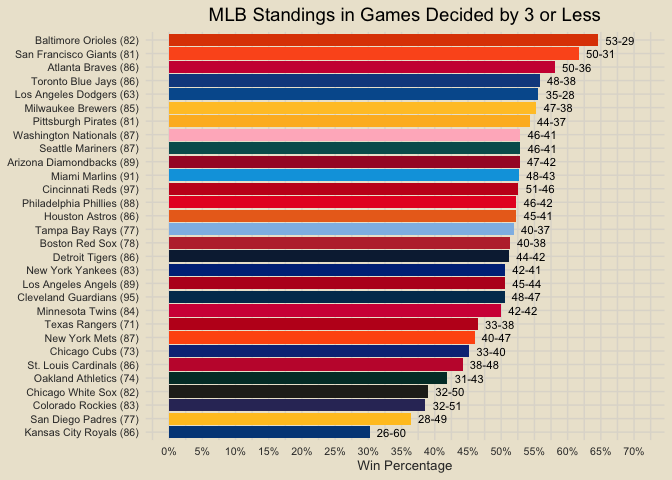 MLB Standings in Games Decided by 3 or Less
Baltimore Orioles (82) 53-29
San Francisco Giants (81) 50-31
Atlanta Braves (86) 50-36
Toronto Blue Jays (86) 48-38
Los Angeles Dodgers (63) 35-28
Milwaukee Brewers (85) 47-38
Pittsburgh Pirates (81) 44-37
Washington Nationals (87) 46-41
Seattle Mariners (87) 46-41
Arizona Diamondbacks (89) 47-42
Miami Marlins (91) 48-43
Cincinnati Reds (97) 51-46
Philadelphia Phillies (88) 46-42
Houston Astros (86) 45-41
Tampa Bay Rays (77) 40-37
Boston Red Sox (78) 40-38
Detroit Tigers (86) 44-42
New York Yankees (83) 42-41
Los Angeles Angels (89) 45-44
Cleveland Guardians (95) 48-47
Minnesota Twins (84) 42-42
Texas Rangers (71) 33-38
New York Mets (87) 40-47
Chicago Cubs (73) 33-40
St. Louis Cardinals (86) 38-48
Oakland Athletics (74) 31-43
Chicago White Sox (82) 32-50
Colorado Rockies (83) 32-51
San Diego Padres (77) 28-49
Kansas City Royals (86) 26-60
0% 5% 10% 15% 20% 25% 30% 35% 40% 45% 50% 55% 60% 65% 70%
Win Percentage